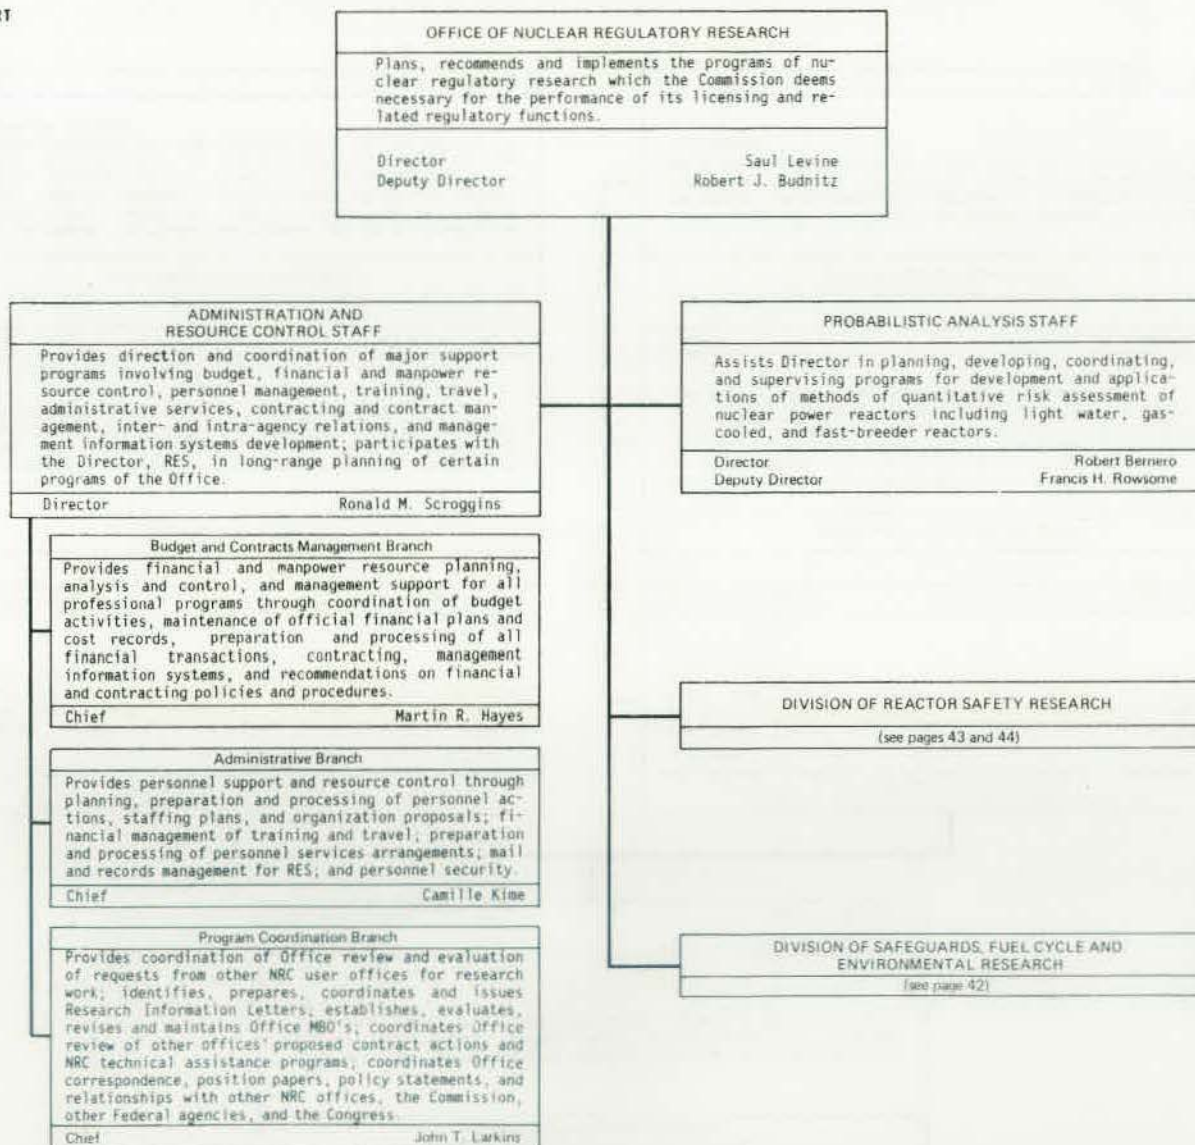 RT
OFFICE OF NUCLEAR REGULATORY RESEARCH
Plans, recommends and implements the programs of nu-
clear regulatory research which the Commission deems
necessary for the performance of its licensing and re-
lated regulatory functions.
Director Saul Levine
Deputy Director Robert J. Budnitz
ADMINISTRATION AND
RESOURCE CONTROL STAFF
Provides direction and coordination of major support
programs involving budget, financial and manpower re-
source control, personnel management, training, travel,
administrative services, contracting and contract man-
agement, inter- and intra-agency relations, and manage-
ment information systems development; participates with
the Director, RES, in long-range planning of certain
programs of the Office.
Director Ronald M. Scroggins
Budget and Contracts Management Branch
Provides financial and manpower resource planning,
analysis and control, and management support for all
professional programs through coordination of budget
activities, maintenance of official financial plans and
cost records, preparation and processing of all
financial transactions, contracting, management
information systems, and recommendations on financial
and contracting policies and procedures.
Chief Martin R. Hayes
Administrative Branch
Provides personnel support and resource control through
planning, preparation and processing of personnel ac-
tions, staffing plans, and organization proposals; fi-
nancial management of training and travel; preparation
and processing of personnel services arrangements; mail
and records management for RES; and personnel security.
Chief Camille Kime
Program Coordination Branch
Provides coordination of Office review and evaluation
of requests from other NRC user offices for research
work; identifies, prepares, coordinates and issues
Research Information Letters; establishes, evaluates,
revises and maintains Office MBO's; coordinates Office
review of other offices' proposed contract actions and
NRC technical assistance programs; coordinates Office
correspondence, position papers, policy statements, and
relationships with other NRC offices, the Commission,
other Federal agencies, and the Congress.
Chief John T. Larkins
PROBABILISTIC ANALYSIS STAFF
Assists Director in planning, developing, coordinating,
and supervising programs for development and applica-
tions of methods of quantitative risk assessment of
nuclear power reactors including light water, gas-
cooled, and fast-breeder reactors.
Director Robert Bernero
Deputy Director Francis H. Rowsome
DIVISION OF REACTOR SAFETY RESEARCH
(see pages 43 and 44)
DIVISION OF SAFEGUARDS, FUEL CYCLE AND
ENVIRONMENTAL RESEARCH
(see page 42)